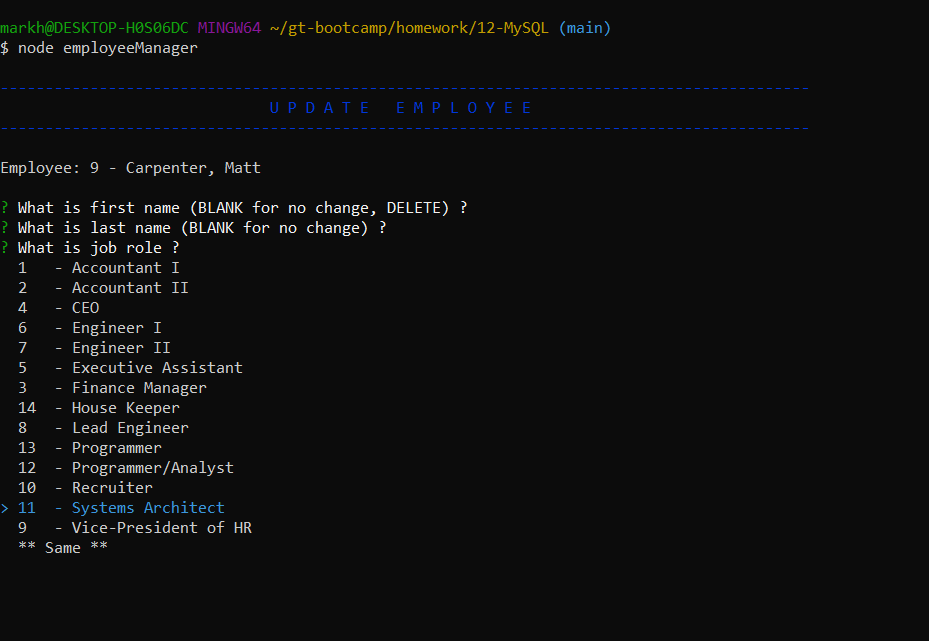 markh@DESKTOP-H0S06DC MINGW64 ~/gt-bootcamp/homework/12-MySQL (main)
$ node employeeManager
------------------------------------------------------------------------------------------
U P D A T E   E M P L O Y E E
------------------------------------------------------------------------------------------
Employee: 9 - Carpenter, Matt
? What is first name (BLANK for no change, DELETE) ?
? What is last name (BLANK for no change) ?
? What is job role ?
1   - Accountant I
2   - Accountant II
4   - CEO
6   - Engineer I
7   - Engineer II
5   - Executive Assistant
3   - Finance Manager
14  - House Keeper
8   - Lead Engineer
13  - Programmer
12  - Programmer/Analyst
10  - Recruiter
> 11  - Systems Architect
9   - Vice-President of HR
** Same **